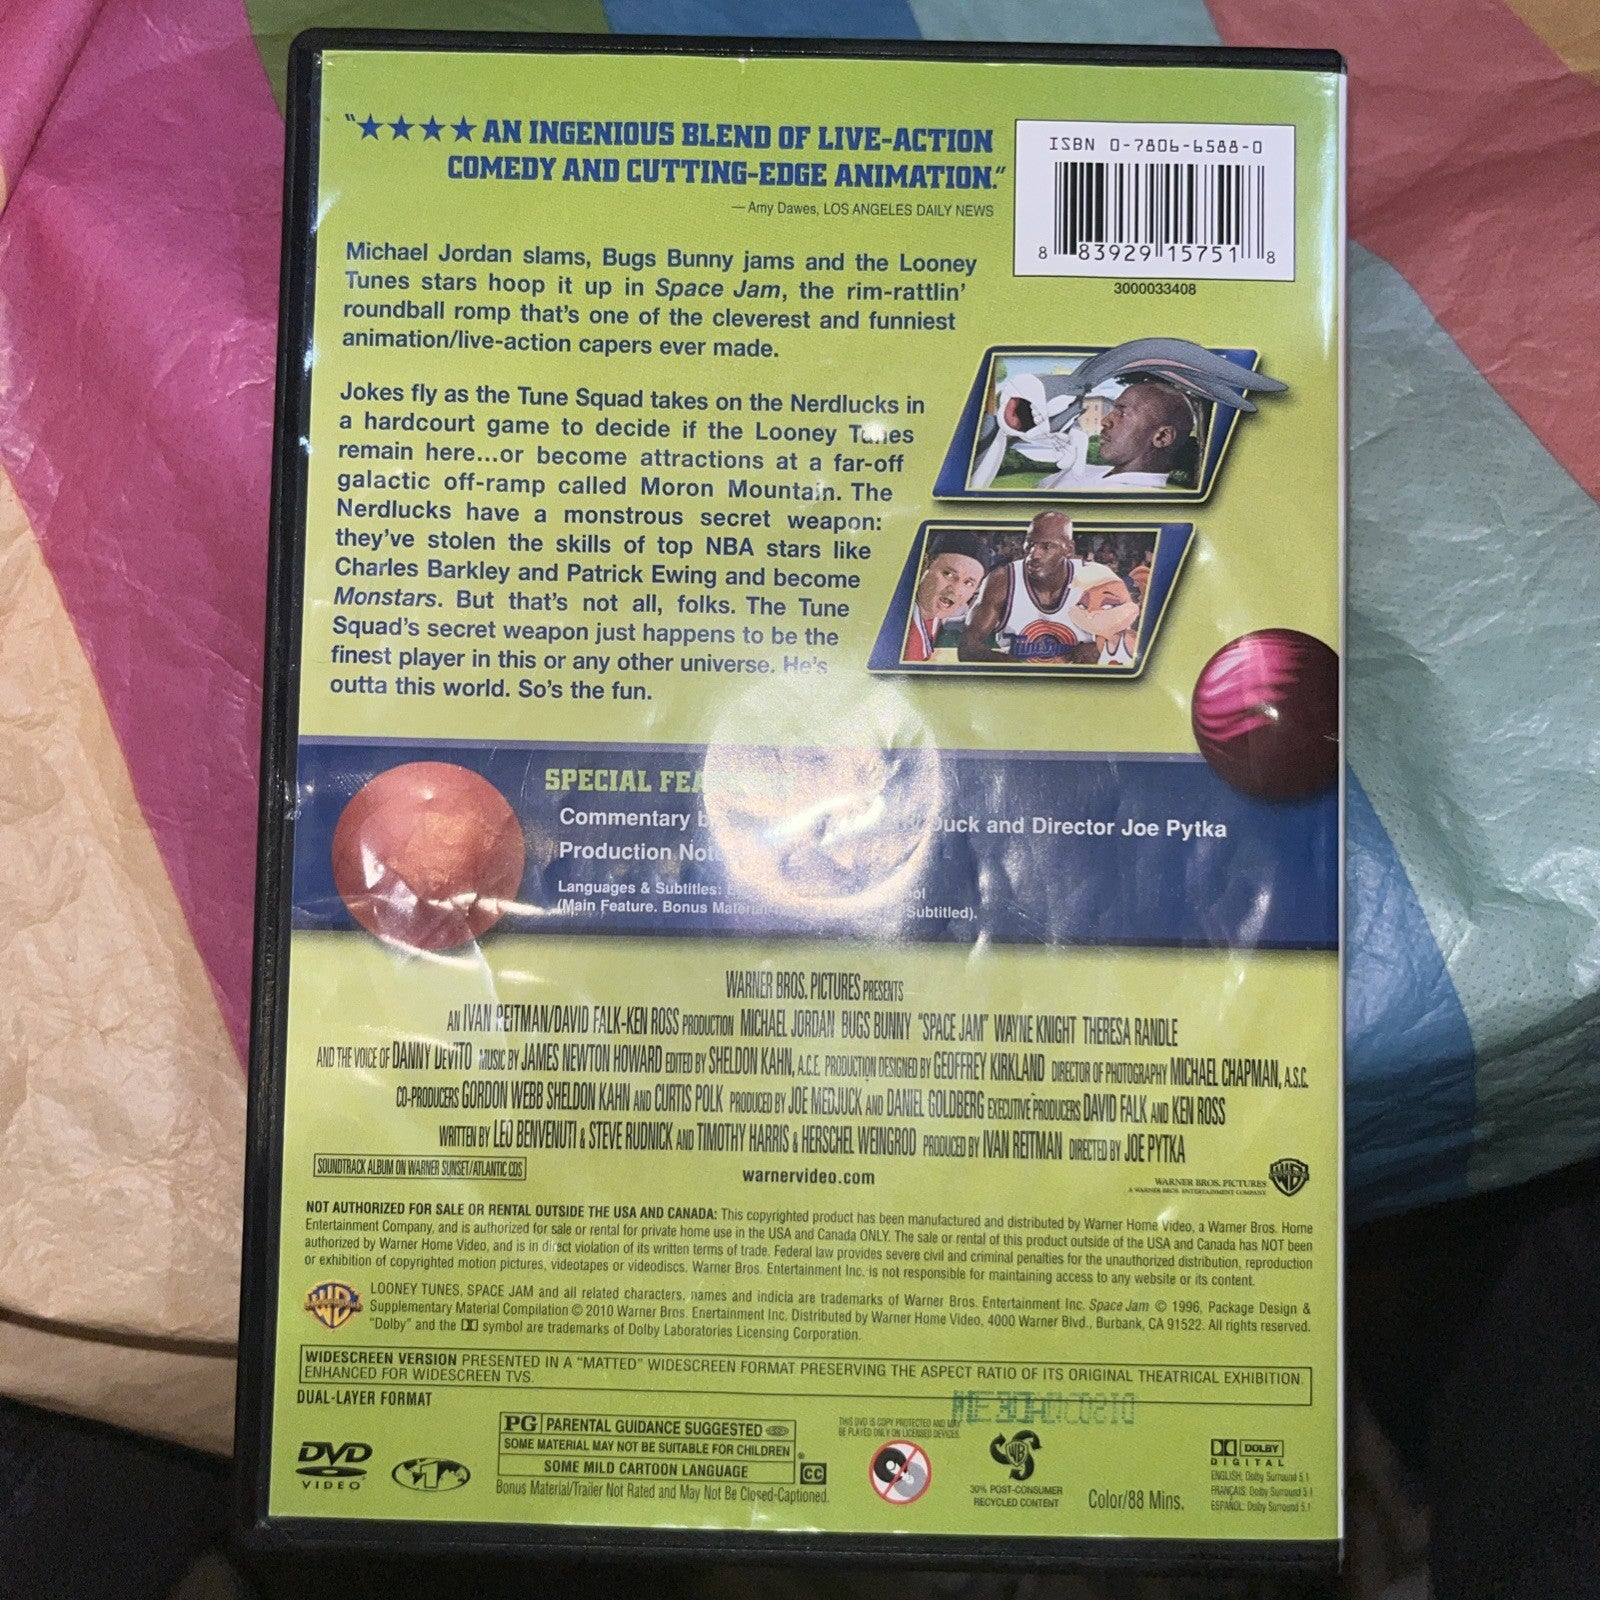 "★★★★ AN INGENIOUS BLEND OF LIVE-ACTION
COMEDY AND CUTTING-EDGE ANIMATION."
—Amy Dawes, LOS ANGELES DAILY NEWS
ISBN 0-7806-6588-0
8 83929 15751 8
3000033408
Michael Jordan slams, Bugs Bunny jams and the Looney
Tunes stars hoop it up in Space Jam, the rim-rattlin'
roundball romp that's one of the cleverest and funniest
animation/live-action capers ever made.
Jokes fly as the Tune Squad takes on the Nerdlucks in
a hardcourt game to decide if the Looney Tunes
remain here...or become attractions at a far-off
galactic off-ramp called Moron Mountain. The
Nerdlucks have a monstrous secret weapon:
they've stolen the skills of top NBA stars like
Charles Barkley and Patrick Ewing and become
Monstars. But that's not all, folks. The Tune
Squad's secret weapon just happens to be the
finest player in this or any other universe. He's
outta this world. So's the fun.
SPECIAL
Commentary Duck and Director Joe Pytka
Production
Languages & Subtitles:
(Main Feature. Bonus Material Subtitled).
WARNER BROS. PICTURES PRESENTS
AN IVAN REITMAN/DAVID FALK-KEN ROSS PRODUCTION MICHAEL JORDAN BUGS BUNNY "SPACE JAM" WAYNE KNIGHT THERESA RANDLE
AND THE VOICE OF DANNY DEVITO MUSIC BY JAMES NEWTON HOWARD EDITED BY SHELDON KAHN, A.C.E. PRODUCTION DESIGNED BY GEOFFREY KIRKLAND DIRECTOR OF PHOTOGRAPHY MICHAEL CHAPMAN, A.S.C.
CO-PRODUCERS GORDON WEBB SHELDON KAHN AND CURTIS POLK PRODUCED BY JOE MEDJUCK AND DANIEL GOLDBERG EXECUTIVE PRODUCERS DAVID FALK AND KEN ROSS
WRITTEN BY LEO BENVENUTI & STEVE RUDNICK AND TIMOTHY HARRIS & HERSCHEL WEINGROD PRODUCED BY IVAN REITMAN DIRECTED BY JOE PYTKA
SOUNDTRACK ALBUM ON WARNER SUNSET/ATLANTIC CDS
warnervideo.com
WARNER BROS. PICTURES
A WARNER BROS. ENTERTAINMENT COMPANY
NOT AUTHORIZED FOR SALE OR RENTAL OUTSIDE THE USA AND CANADA: This copyrighted product has been manufactured and distributed by Warner Home Video, a Warner Bros. Home
Entertainment Company, and is authorized for sale or rental for private home use in the USA and Canada ONLY. The sale or rental of this product outside of the USA and Canada has NOT been
authorized by Warner Home Video, and is in direct violation of its written terms of trade. Federal law provides severe civil and criminal penalties for the unauthorized distribution, reproduction
or exhibition of copyrighted motion pictures, videotapes or videodiscs. Warner Bros. Entertainment Inc. is not responsible for maintaining access to any website or its content.
LOONEY TUNES, SPACE JAM and all related characters, names and indicia are trademarks of Warner Bros. Entertainment Inc. Space Jam © 1996, Package Design &
Supplementary Material Compilation © 2010 Warner Bros. Enertainment Inc. Distributed by Warner Home Video, 4000 Warner Blvd., Burbank, CA 91522. All rights reserved.
"Dolby" and the DD symbol are trademarks of Dolby Laboratories Licensing Corporation.
WIDESCREEN VERSION PRESENTED IN A "MATTED" WIDESCREEN FORMAT PRESERVING THE ASPECT RATIO OF ITS ORIGINAL THEATRICAL EXHIBITION.
ENHANCED FOR WIDESCREEN TVS.
DUAL-LAYER FORMAT
DVD
VIDEO
1
PG PARENTAL GUIDANCE SUGGESTED
SOME MATERIAL MAY NOT BE SUITABLE FOR CHILDREN
SOME MILD CARTOON LANGUAGE
CC
Bonus Material/Trailer Not Rated and May Not Be Closed-Captioned.
THIS DVD IS COPY PROTECTED AND MAY
BE PLAYED ONLY ON LICENSED DEVICES.
30% POST-CONSUMER
RECYCLED CONTENT
Color/88 Mins.
DOLBY
DIGITAL
ENGLISH: Dolby Surround 5.1
FRANÇAIS: Dolby Surround 5.1
ESPAÑOL: Dolby Surround 5.1